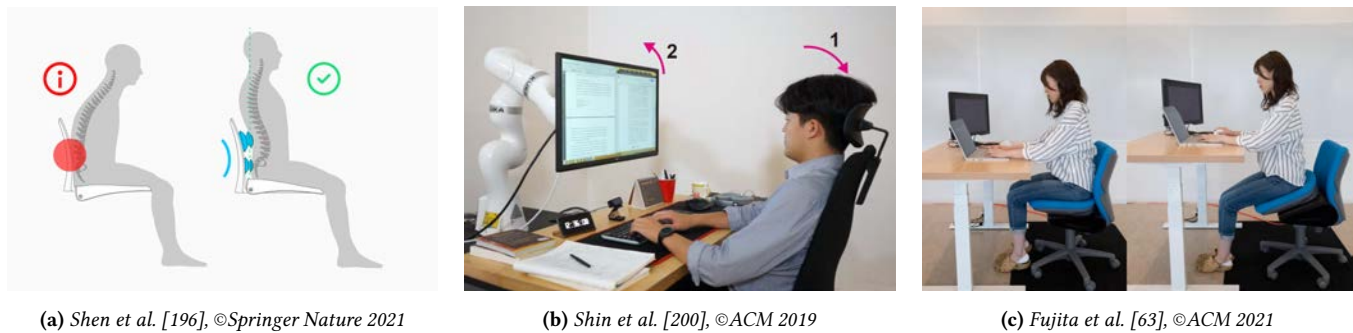 2
1
(a) Shen et al. [196], ©Springer Nature 2021
(b) Shin et al. [200], ©ACM 2019
(c) Fujita et al. [63], ©ACM 2021